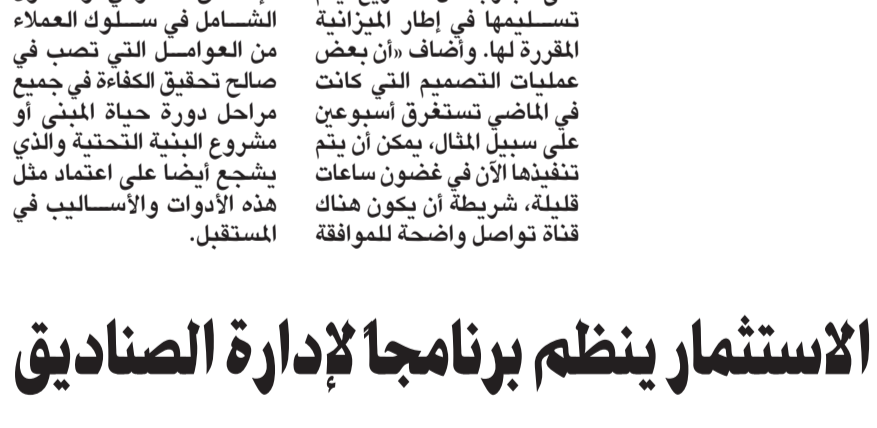 تسليمها في إطار الميزانية
المقررة لها. وأضاف «أن بعض
عمليات التصميم التي كانت
في الماضي تستغرق أسبوعين
على سبيل المثال، يمكن أن يتم
تنفيذها الآن في غضون ساعات
قليلة، شريطة أن يكون هناك
قناة تواصل واضحة للموافقة
الشامل في سلوك العملاء
من العوامل التي تصب في
صالح تحقيق الكفاءة في جميع
مراحل دورة حياة المبنى أو
مشروع البنية التحتية والذي
يشجع أيضا على اعتماد مثل
هذه الأدوات والأساليب في
المستقبل.
الاستثمار ينظم برنامجاً لإدارة الصناديق